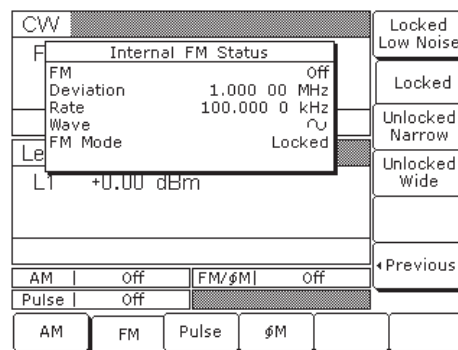 CW
F
Internal FM Status
FM Off
Deviation 1.000 00 MHz
Rate 100.000 0 kHz
Wave
FM Mode Locked
Le
L1 +0.00 dBm
AM Off FM/ϕM Off
Pulse Off
AM FM Pulse ϕM
Locked
Low Noise
Locked
Unlocked
Narrow
Unlocked
Wide
Previous